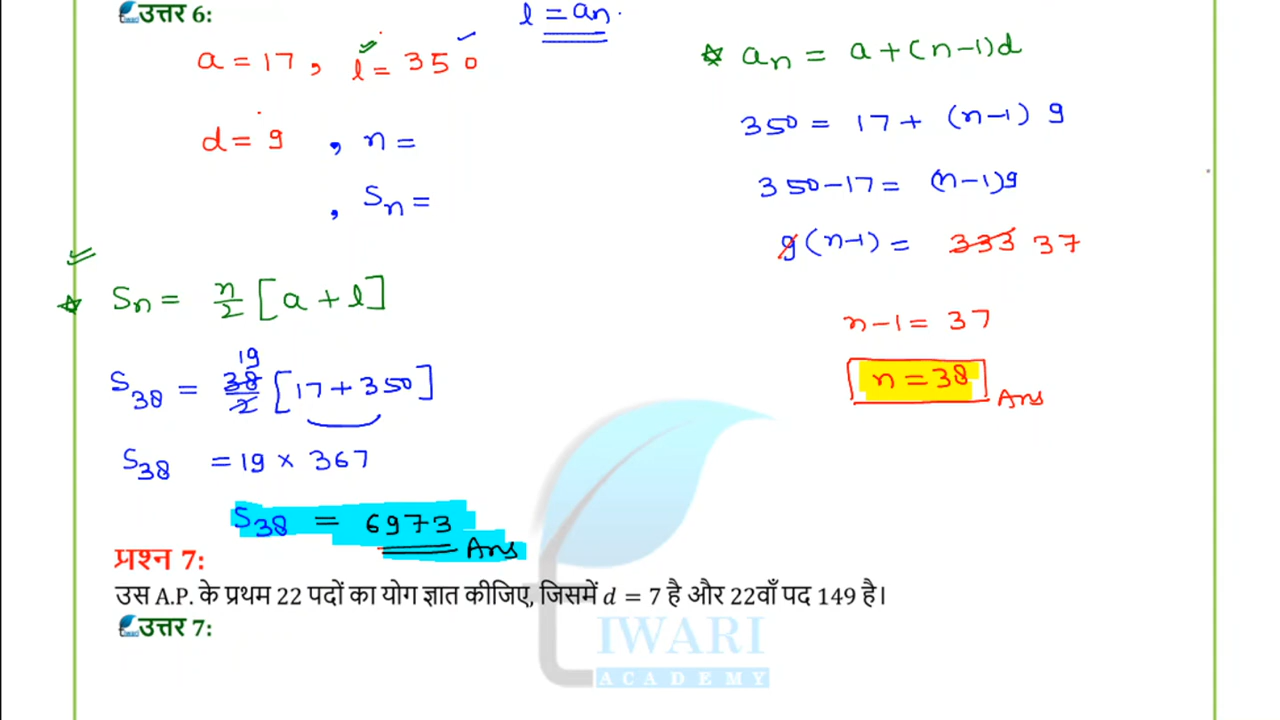 उत्तर 6:
l = an.
a = 17, l = 350
d = 9, n =
, Sn =
Sn = n/2 [a + l]
S38 = 38/2 19 [17 + 350]
S38 = 19 × 367
S38 = 6973 Ans
an = a + (n-1)d
350 = 17 + (n-1) 9
350-17 = (n-1)9
9(n-1) = 333 37
n-1 = 37
n = 38 Ans
प्रश्न 7:
उस A.P. के प्रथम 22 पदों का योग ज्ञात कीजिए, जिसमें d = 7 है और 22वाँ पद 149 है।
उत्तर 7:
IWARI
ACADEMY